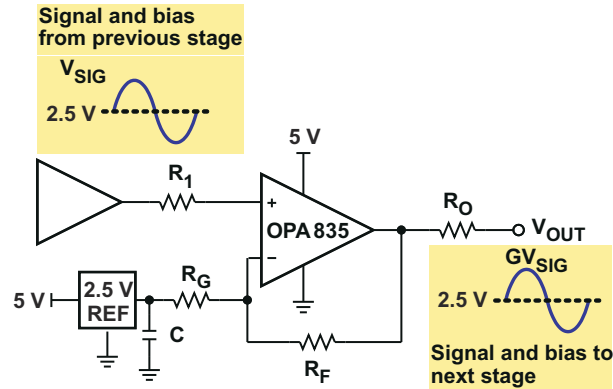 Signal and bias
from previous stage
VSIG
2.5 V
5 V
R1
RO
+
OPA835
−
VOUT
GVSIG
RG
5 V
2.5 V
REF
2.5 V
C
RF
Signal and bias to
next stage